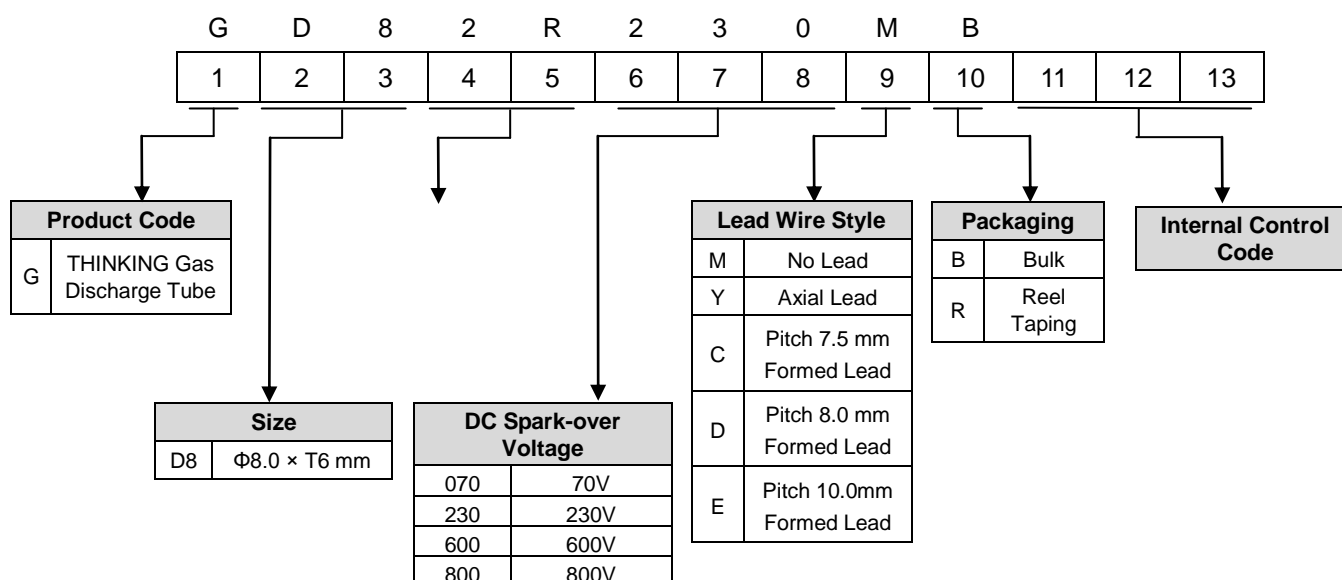 G D 8 2 R 2 3 0 M B
1 2 3 4 5 6 7 8 9 10 11 12 13
Product Code
G THINKING Gas
Discharge Tube
Size
D8 Φ8.0 × T6 mm
DC Spark-over
Voltage
070 70V
230 230V
600 600V
800 800V
Lead Wire Style
M No Lead
Y Axial Lead
C Pitch 7.5 mm
Formed Lead
D Pitch 8.0 mm
Formed Lead
E Pitch 10.0mm
Formed Lead
Packaging
B Bulk
R Reel
Taping
Internal Control
Code